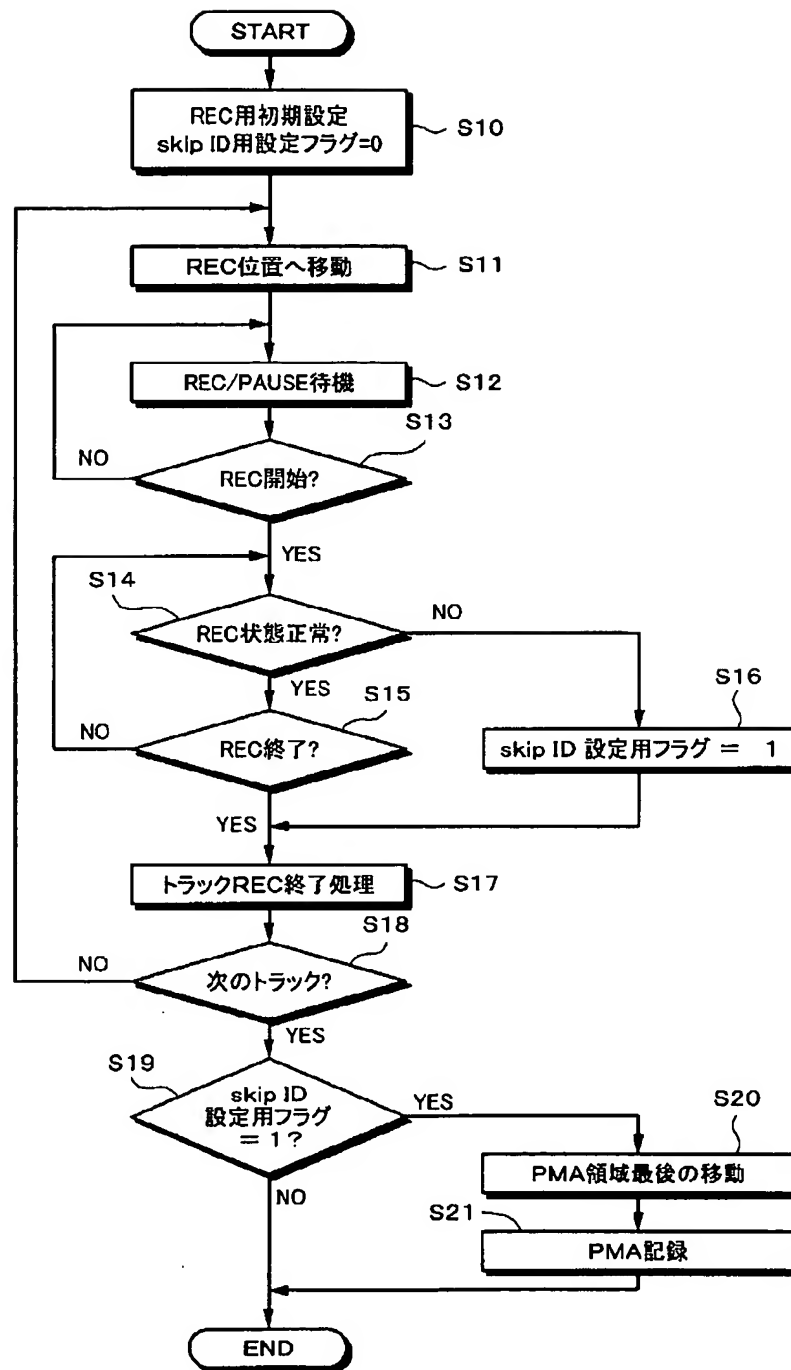 START
REC用初期設定
skip ID用設定フラグ=0
S10
REC位置へ移動
S11
REC/PAUSE待機
S12
S13
NO
REC開始?
YES
S14
REC状態正常?
NO
YES
S15
S16
NO
REC終了?
skip ID 設定用フラグ = 1
YES
トラックREC終了処理
S17
S18
NO
次のトラック?
YES
S19
skip ID
設定用フラグ
= 1?
YES
S20
PMA領域最後の移動
NO
S21
PMA記録
END